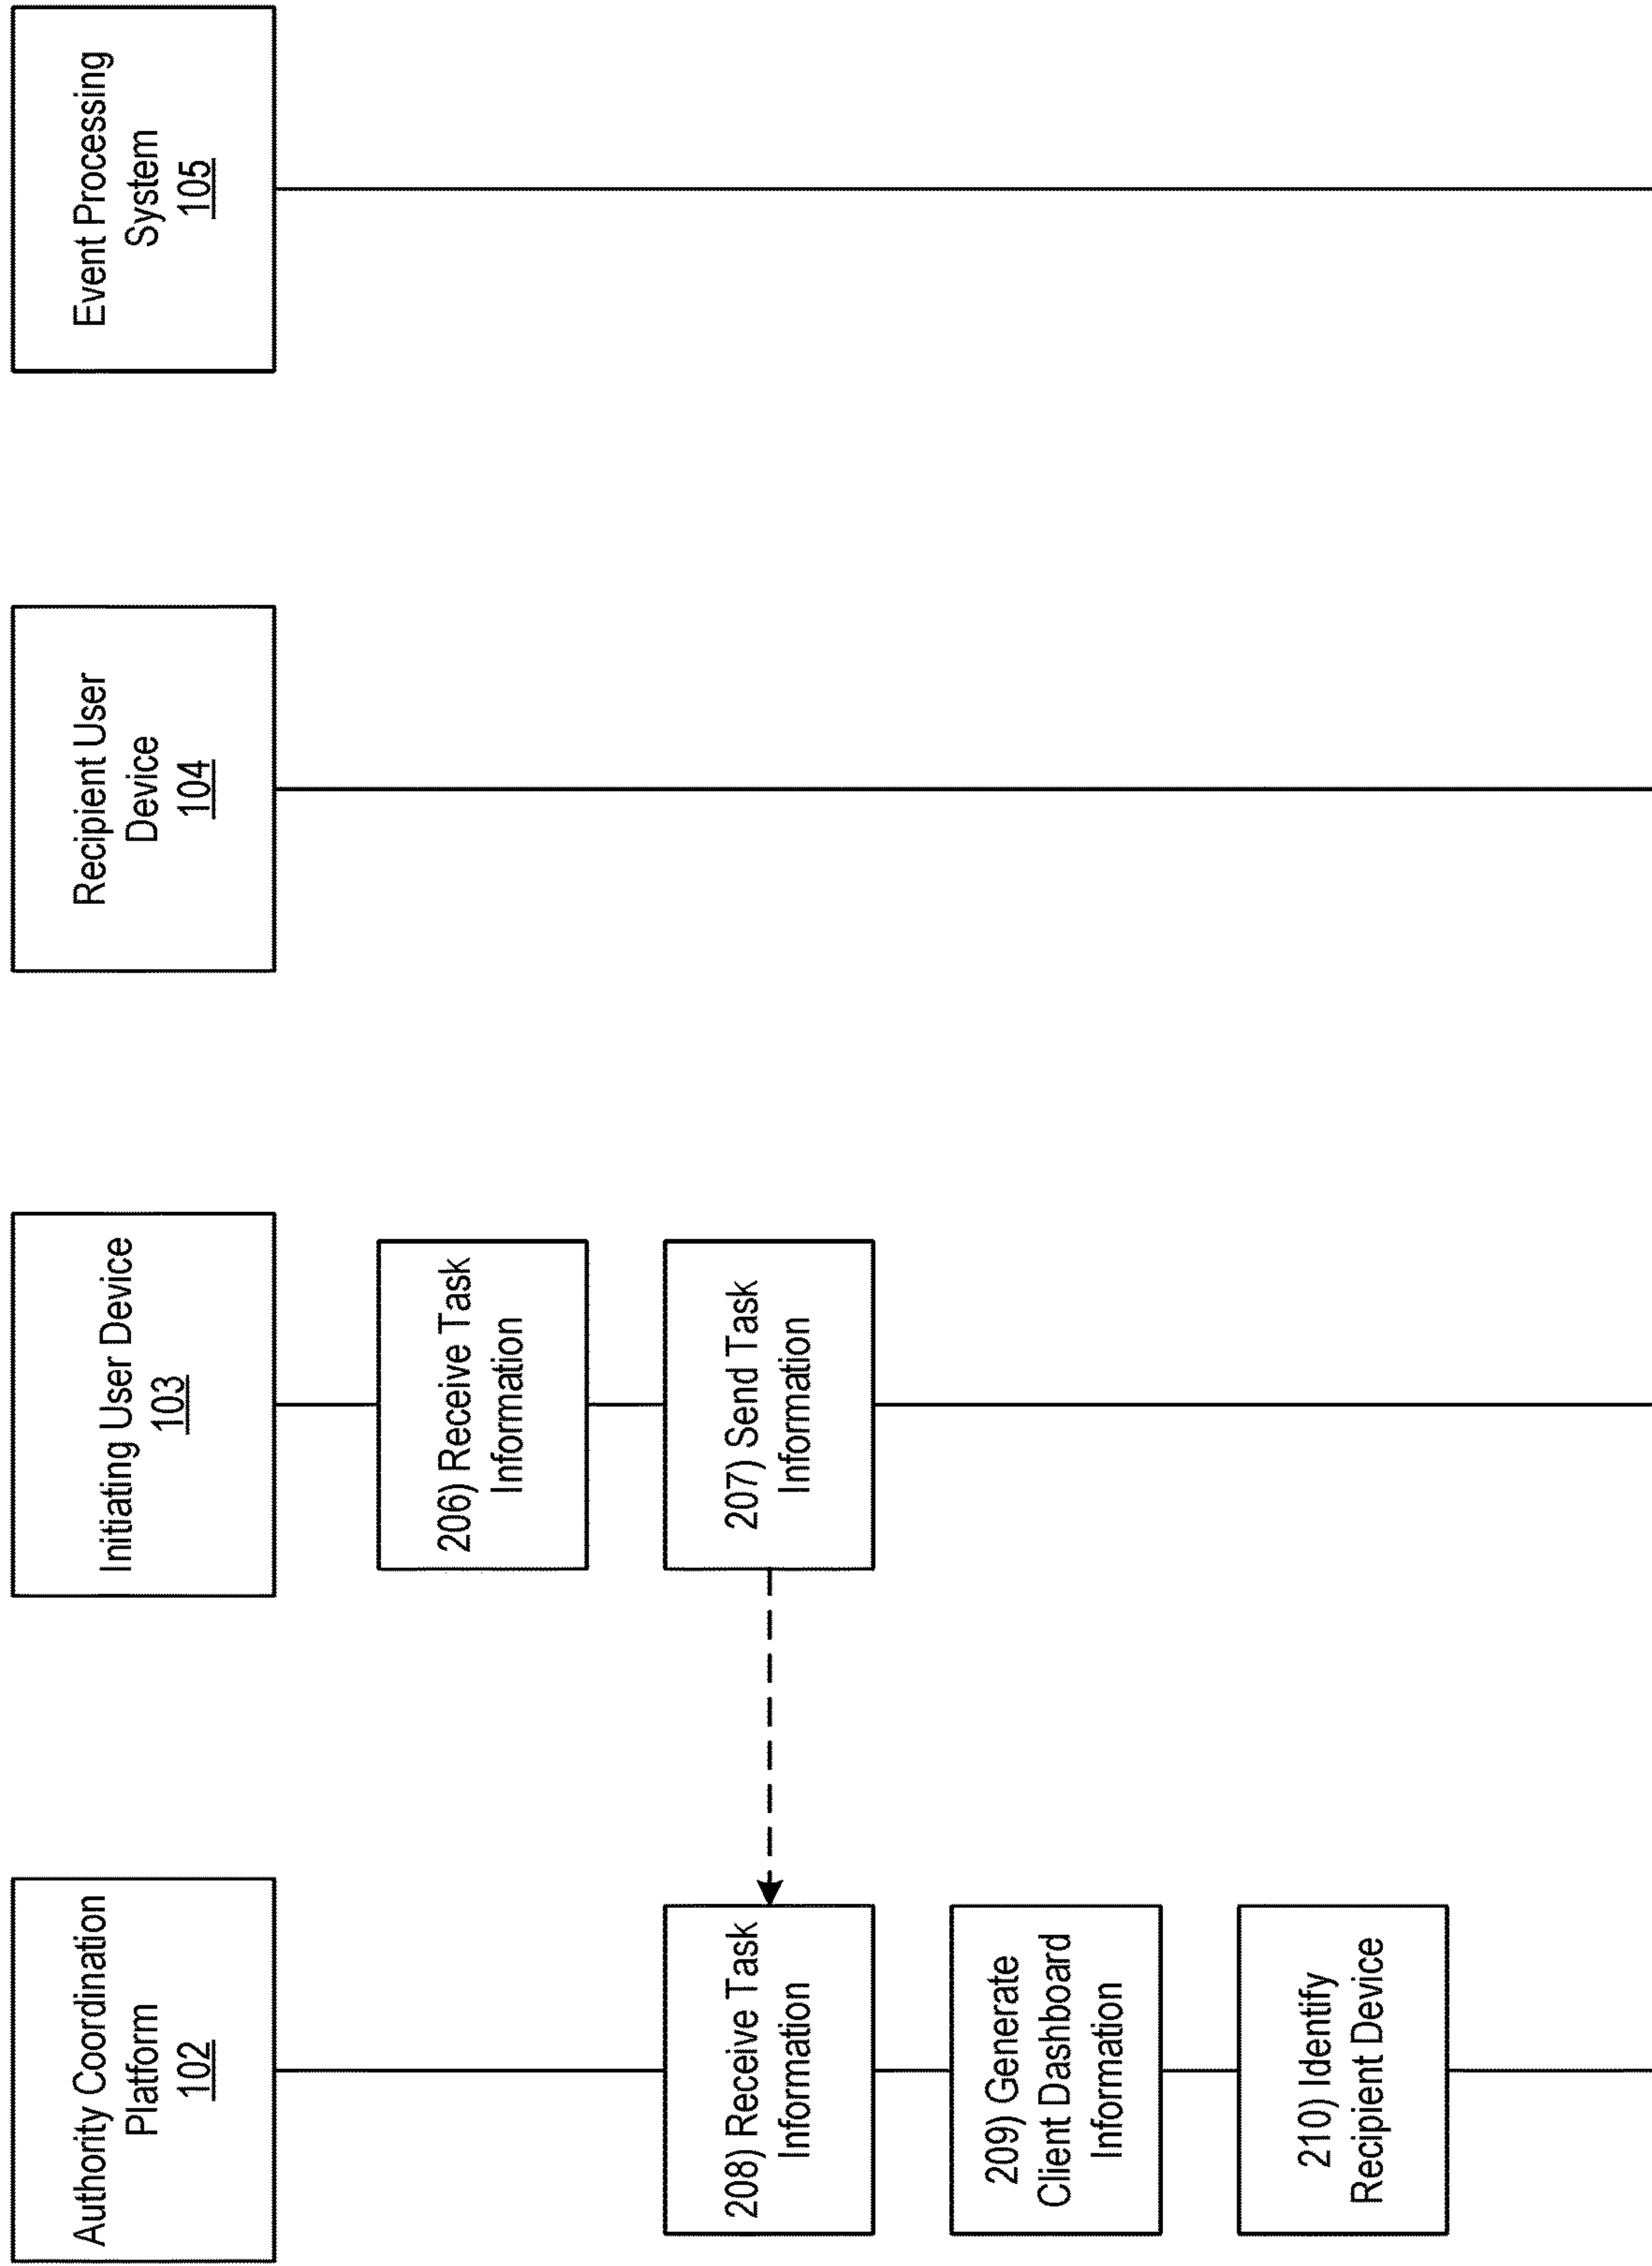 Authority Coordination
Platform
102
Initiating User Device
103
Recipient User
Device
104
Event Processing
System
105
206) Receive Task
Information
207) Send Task
Information
208) Receive Task
Information
209) Generate
Client Dashboard
Information
210) Identify
Recipient Device